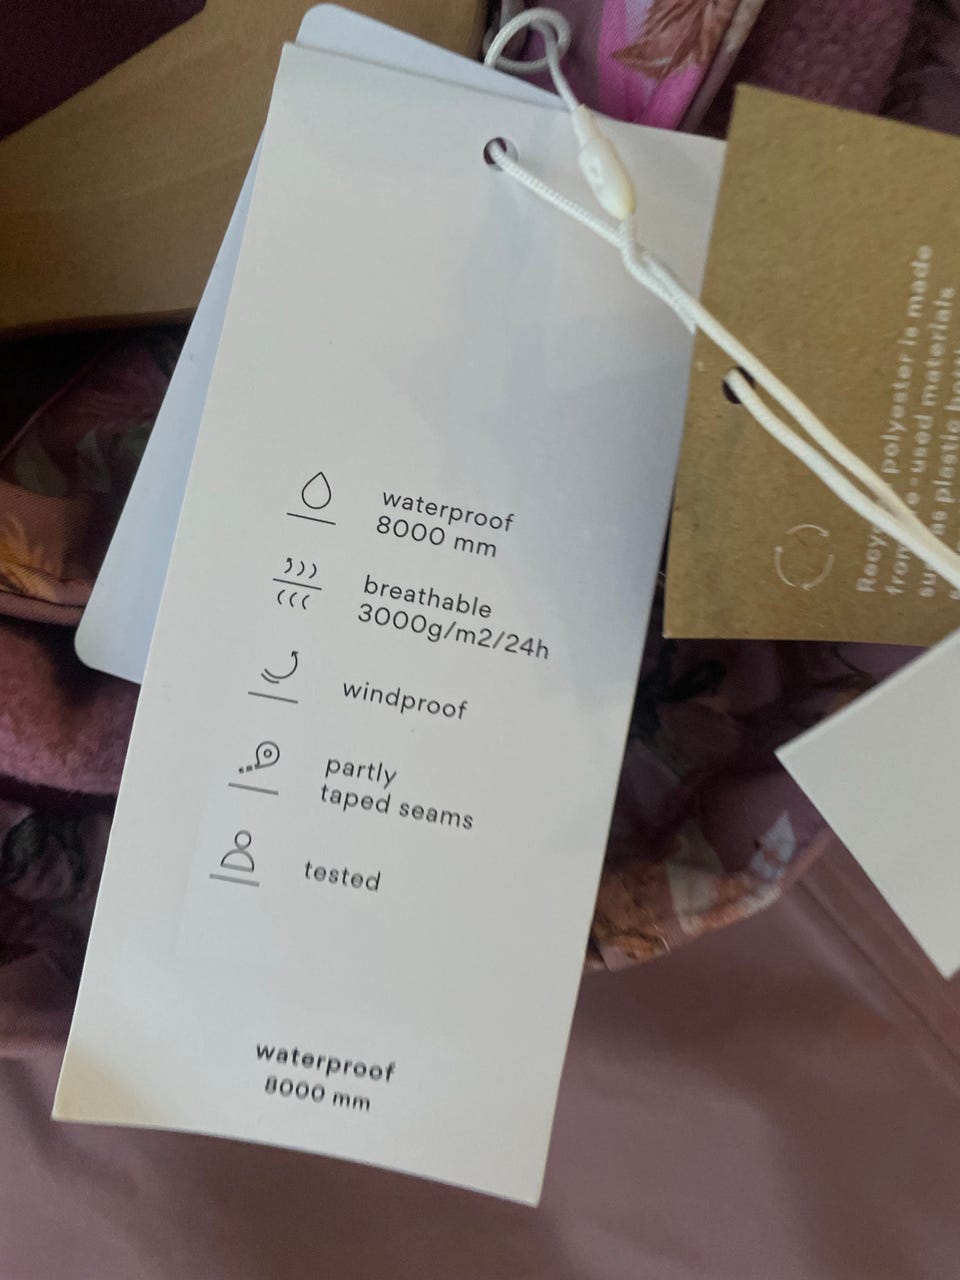 waterproof
8000 mm
breathable
3000g/m2/24h
windproof
partly
taped seams
tested
waterproof
8000 mm
polyester is made
-used materials
as plastic